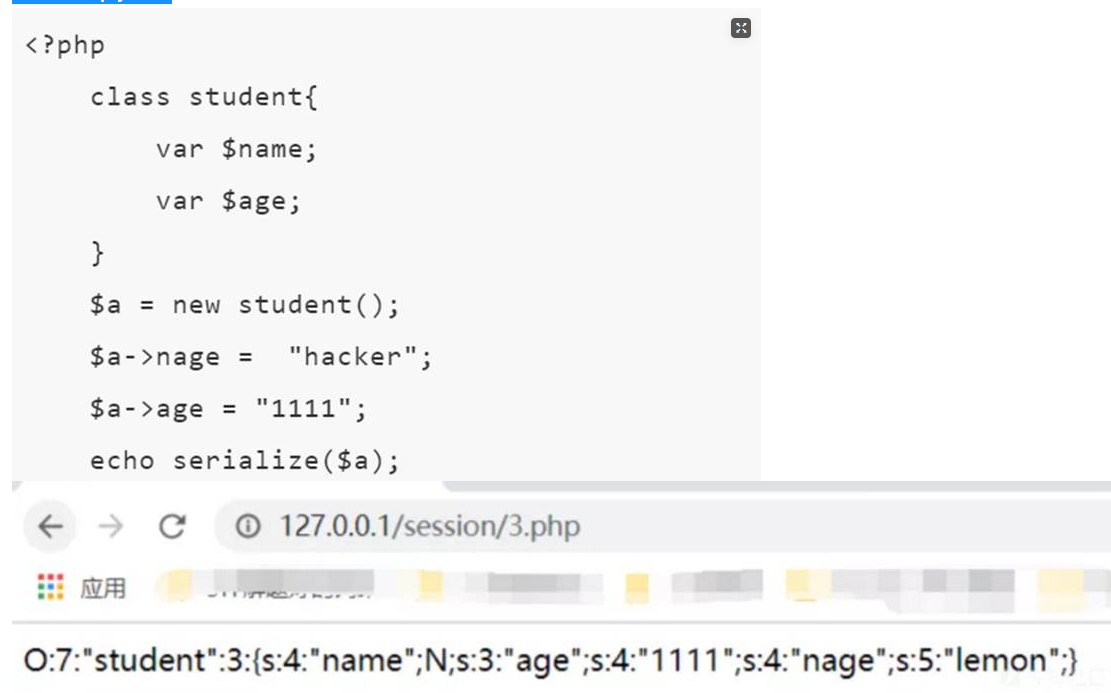 <?php
class student{
var $name;
var $age;
}
$a = new student();
$a->nage =  "hacker";
$a->age = "1111";
echo serialize($a);
127.0.0.1/session/3.php
应用
O:7:"student":3:{s:4:"name";N;s:3:"age";s:4:"1111";s:4:"nage";s:5:"lemon";}